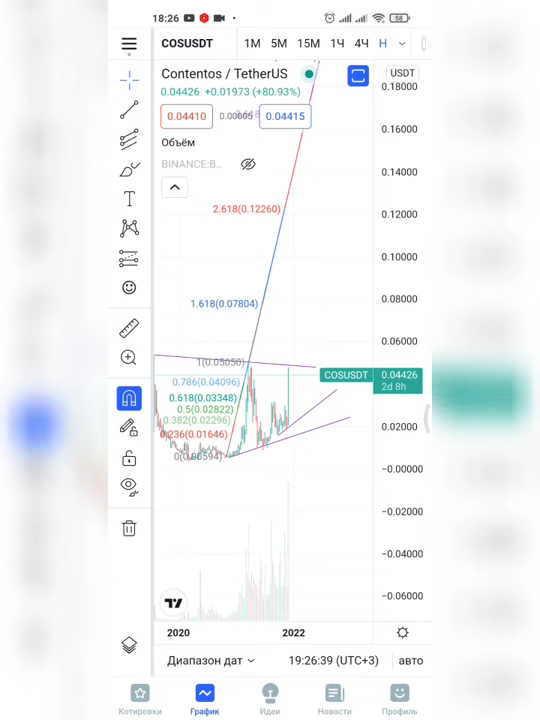 18:26
58
COSUSDT 1М 5М 15М 1Ч 4Ч Н
Contentos / TetherUS
USDT
0.04426 +0.01973 (+80.93%)
0.18000
0.04410 0.00005 0.04415
Объём
0.16000
BINANCE:B...
0.14000
2.618(0.12260)
0.12000
0.10000
1.618(0.07804)
0.08000
0.06000
1(0.05050)
COSUSDT 0.04426
2d 8h
0.786(0.04096)
0.618(0.03348)
0.5(0.02822)
0.382(0.02296)
0.02000
0.236(0.01646)
0(0.00594)
−0.00000
−0.02000
−0.04000
−0.06000
2020 2022
Диапазон дат 19:26:39 (UTC+3) авто
Котировки График Идеи Новости Профиль